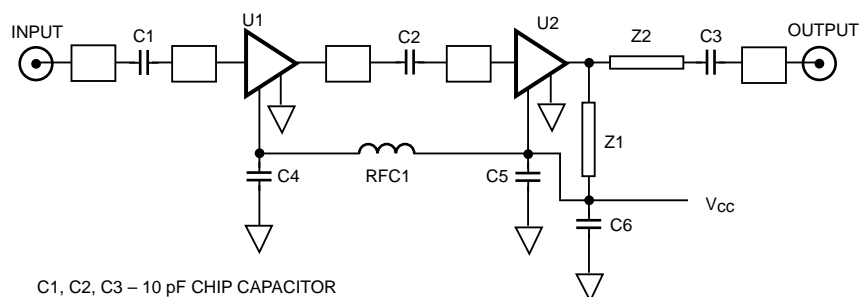 INPUT
C1
U1
C2
U2
Z2
C3
OUTPUT
Z1
C4
RFC1
C5
VCC
C6
C1, C2, C3 – 10 pF CHIP CAPACITOR